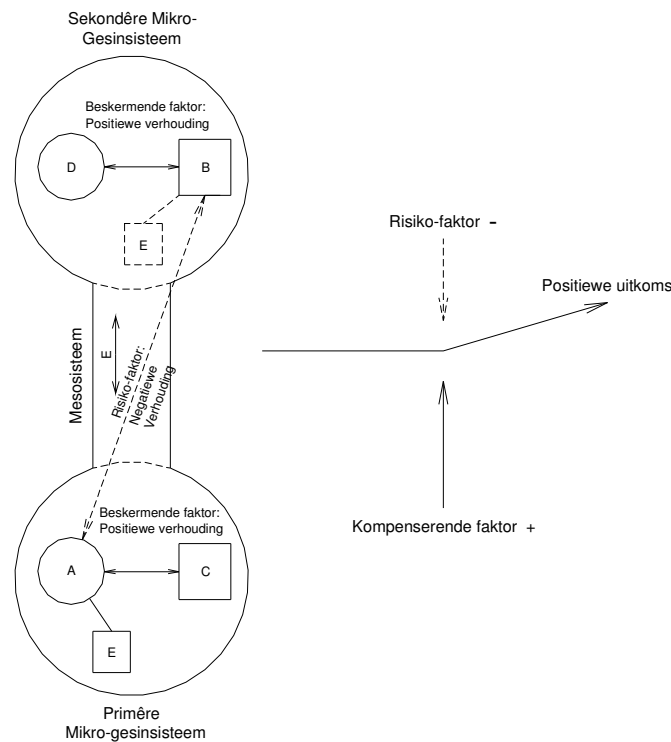 Sekondêre Mikro-
Gesinsisteem
Beskermende faktor:
Positiewe verhouding
D
B
E
Mesosisteem
E
Risiko-faktor:
Negatiewe
Verhouding
Beskermende faktor:
Positiewe verhouding
A
C
E
Primêre
Mikro-gesinsisteem
Risiko-faktor -
Positiewe uitkoms
Kompenserende faktor +